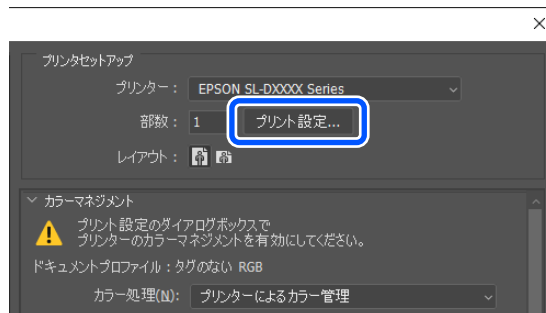 プリンタセットアップ
プリンター： EPSON SL-DXXXX Series
部数： 1 プリント設定...
レイアウト：
カラーマネジメント
プリント設定のダイアログボックスで
プリンターのカラーマネジメントを有効にしてください。
ドキュメントプロファイル：タグのない RGB
カラー処理(N): プリンターによるカラー管理